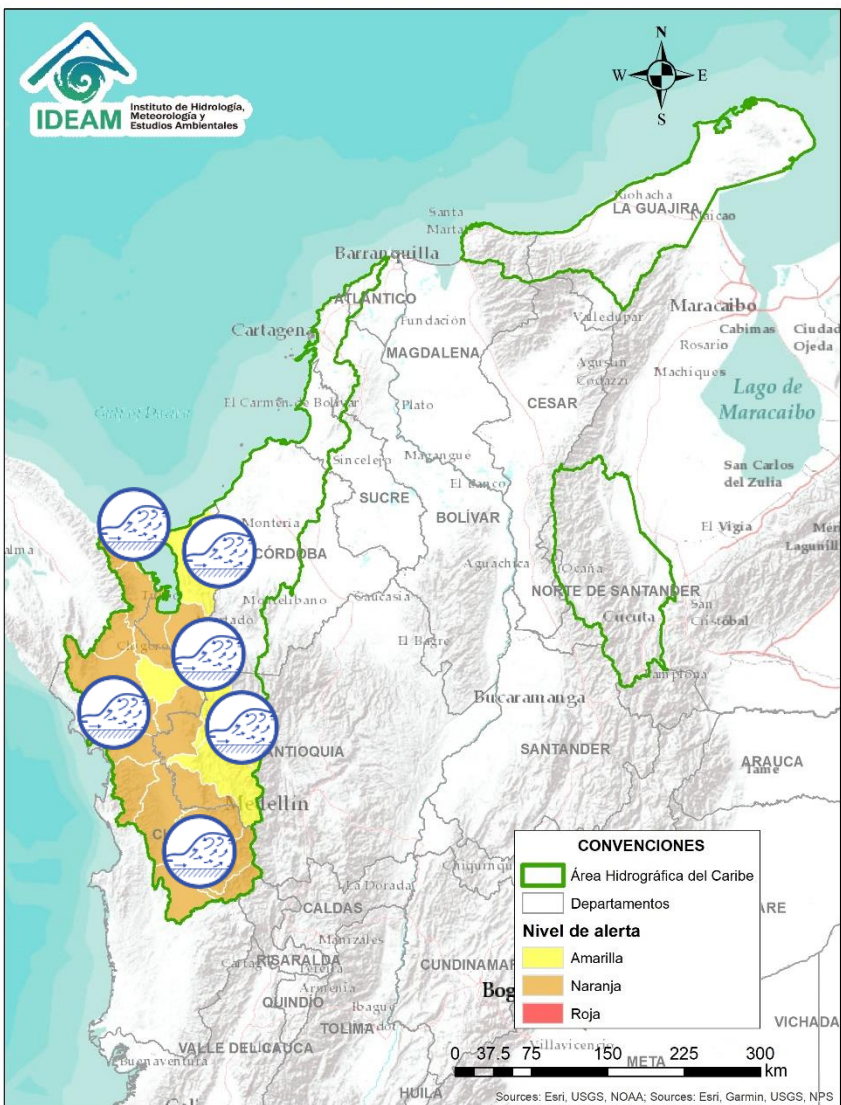 IDEAM
Instituto de Hidrología,
Meteorología y
Estudios Ambientales
N
W
E
S
Riohacha
LA GUAJIRA
Maicao
Santa
Marta
Barranquilla
ATLÁNTICO
Maracaibo
Cartagena
Fundación
Valledupar
Cabimas
Ciudad
Ojeda
Rosario
MAGDALENA
Machiques
Agustín
Codazzi
Lago de
Maracaibo
El Carmen de Bolívar
Plato
CESAR
Sincelejo
Magangue
San Carlos
del Zulia
El Banco
SUCRE
BOLÍVAR
Montería
El Vigía
CÓRDOBA
Aguachica
Ocaña
NORTE DE SANTANDER
Montelibano
Caucasia
Cucuta
San
Cristóbal
El Bagre
Bucaramanga
ANTIOQUIA
SANTANDER
ARAUCA
Tame
Medellín
CONVENCIONES
Área Hidrográfica del Caribe
Departamentos
Nivel de alerta
Amarilla
Naranja
Roja
La Dorada
CALDAS
Manizales
RISARALDA
Pereira
Armenia
QUINDÍO
Ibague
TOLIMA
VALLE DEL CAUCA
Buenaventura
Villavicencio
META
VICHADA
HUILA
0 37.5 75 150 225 300
km
Sources: Esri, USGS, NOAA; Sources: Esri, Garmin, USGS, NPS